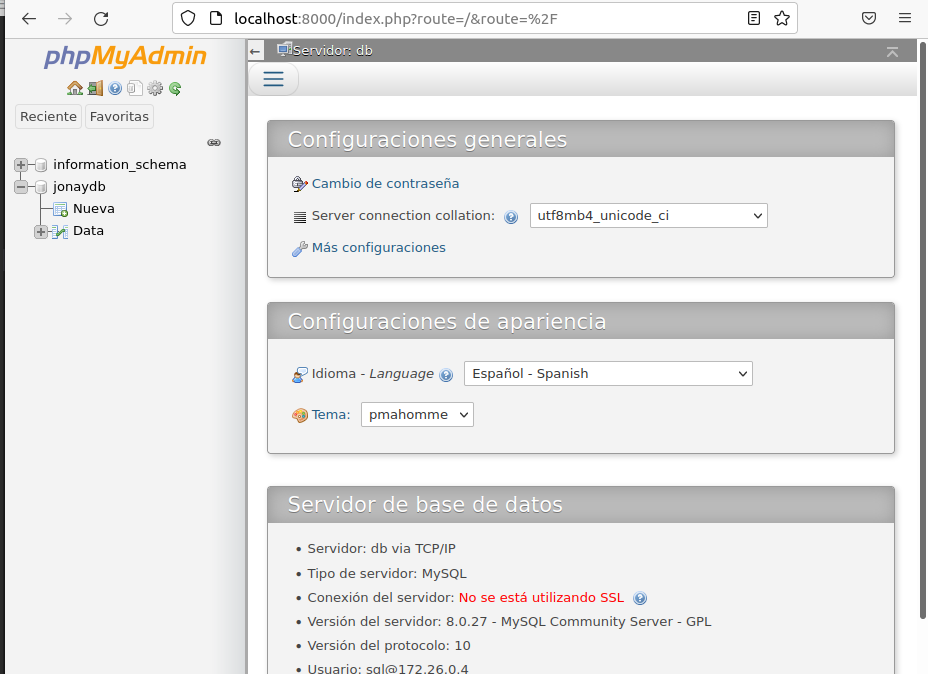 localhost:8000/index.php?route=/&route=%2F
phpMyAdmin
Reciente
Favoritas
information_schema
jonaydb
Nueva
Data
Servidor: db
Configuraciones generales
Cambio de contraseña
Server connection collation: utf8mb4_unicode_ci
Más configuraciones
Configuraciones de apariencia
Idioma - Language Español - Spanish
Tema: pmahomme
Servidor de base de datos
• Servidor: db via TCP/IP
• Tipo de servidor: MySQL
• Conexión del servidor: No se está utilizando SSL
• Versión del servidor: 8.0.27 - MySQL Community Server - GPL
• Versión del protocolo: 10
• Usuario: sql@172.26.0.4